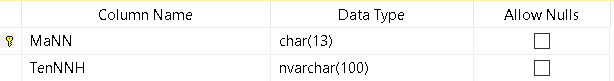 Column Name Data Type Allow Nulls
MaNN char(13)
TenNNH nvarchar(100)